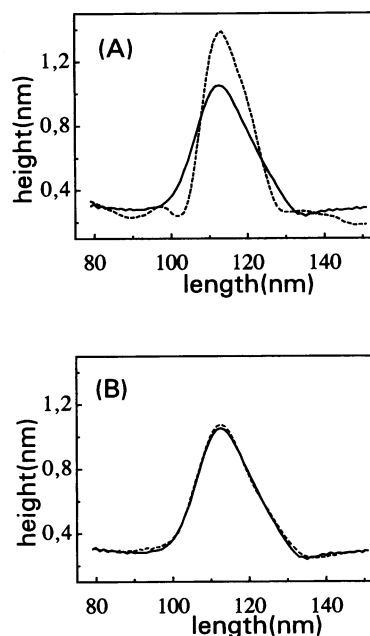 (A)
1,2
0,8
0,4
height(nm)
80 100 120 140
length(nm)
(B)
1,2
0,8
0,4
height(nm)
80 100 120 140
length(nm)